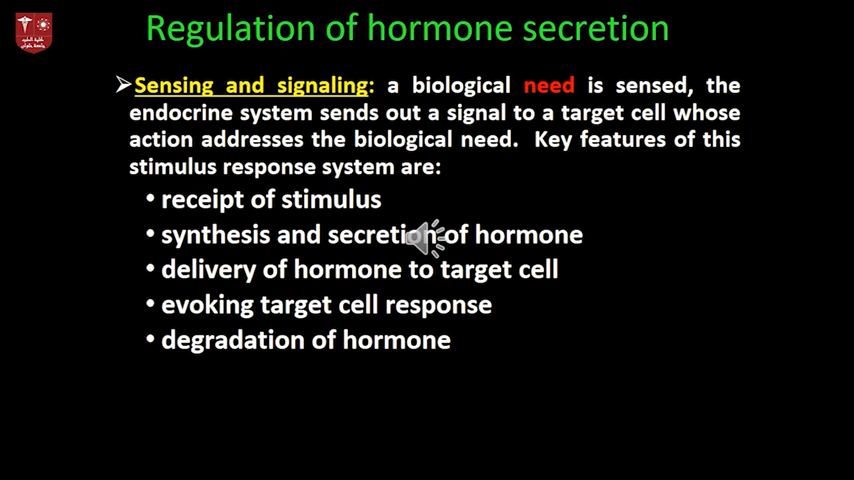 Regulation of hormone secretion
➢Sensing and signaling: a biological need is sensed, the
endocrine system sends out a signal to a target cell whose
action addresses the biological need. Key features of this
stimulus response system are:
• receipt of stimulus
• synthesis and secretion of hormone
• delivery of hormone to target cell
• evoking target cell response
• degradation of hormone